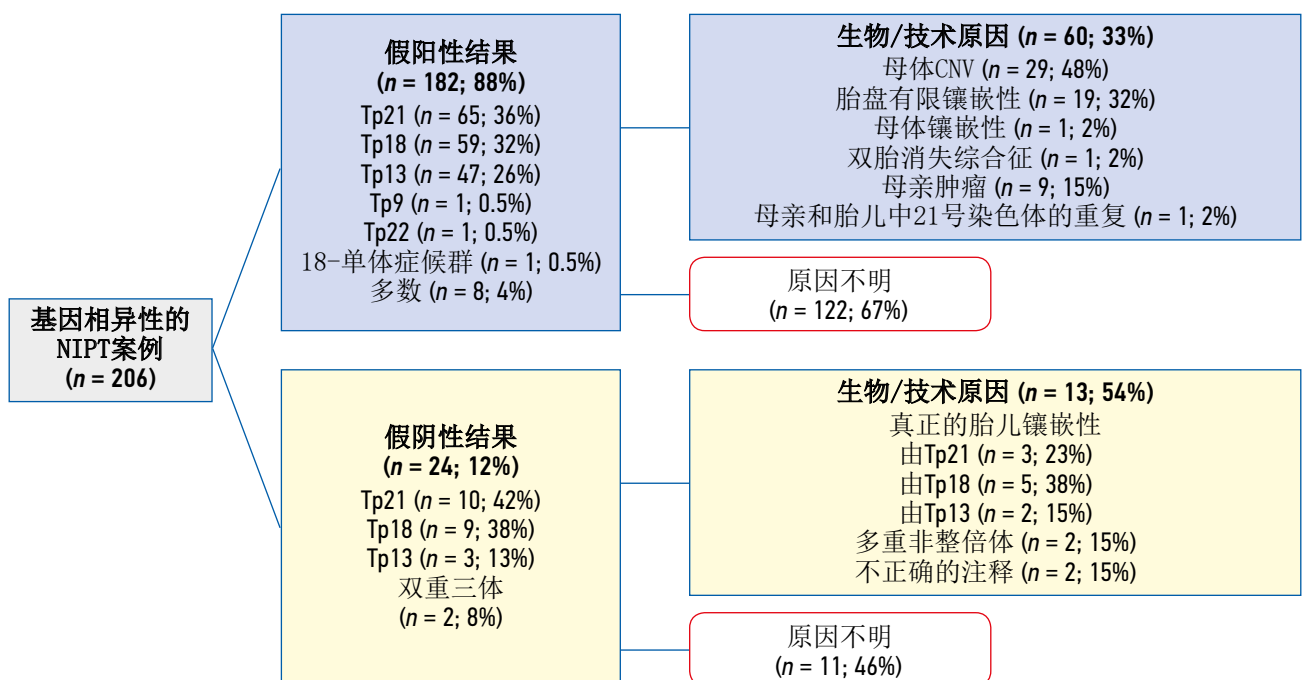 基因相异性的
NIPT案例
(n = 206)
假阳性结果
(n = 182; 88%)
Tp21 (n = 65; 36%)
Tp18 (n = 59; 32%)
Tp13 (n = 47; 26%)
Tp9 (n = 1; 0.5%)
Tp22 (n = 1; 0.5%)
18-单体症候群 (n = 1; 0.5%)
多数 (n = 8; 4%)
生物/技术原因 (n = 60; 33%)
母体CNV (n = 29; 48%)
胎盘有限镶嵌性 (n = 19; 32%)
母体镶嵌性 (n = 1; 2%)
双胎消失综合征 (n = 1; 2%)
母亲肿瘤 (n = 9; 15%)
母亲和胎儿中21号染色体的重复 (n = 1; 2%)
原因不明
(n = 122; 67%)
假阴性结果
(n = 24; 12%)
Tp21 (n = 10; 42%)
Tp18 (n = 9; 38%)
Tp13 (n = 3; 13%)
双重三体
(n = 2; 8%)
生物/技术原因 (n = 13; 54%)
真正的胎儿镶嵌性
由Tp21 (n = 3; 23%)
由Tp18 (n = 5; 38%)
由Tp13 (n = 2; 15%)
多重非整倍体 (n = 2; 15%)
不正确的注释 (n = 2; 15%)
原因不明
(n = 11; 46%)